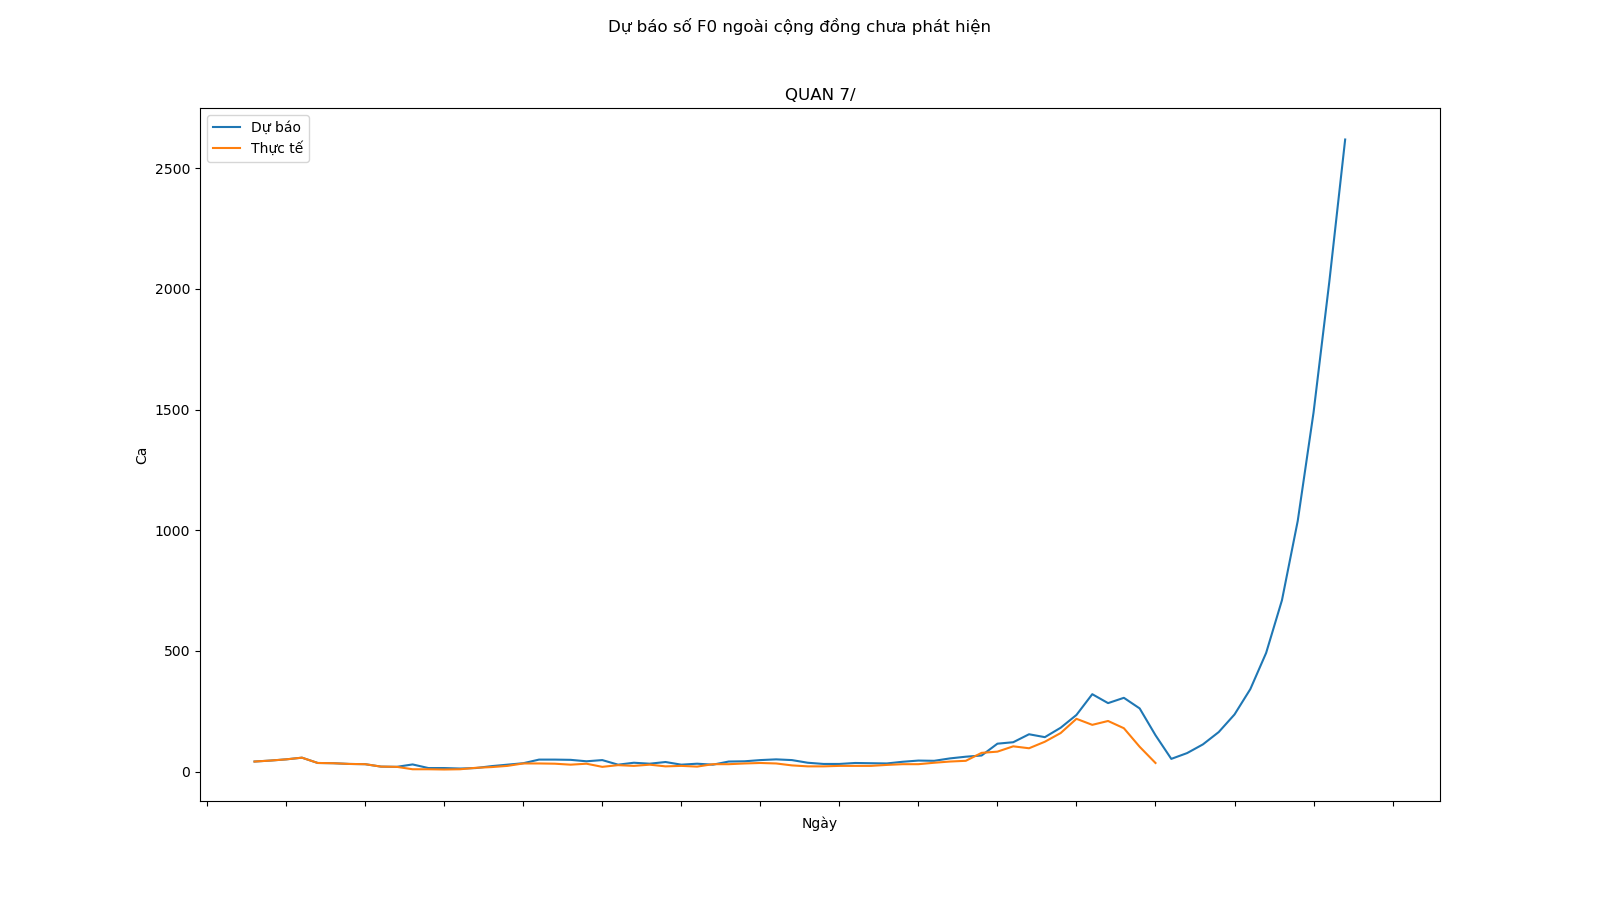 Dự báo số F0 ngoài cộng đồng chưa phát hiện
QUAN 7/
Dự báo
Thực tế
2500
2000
1500
1000
500
0
Ca
Ngày